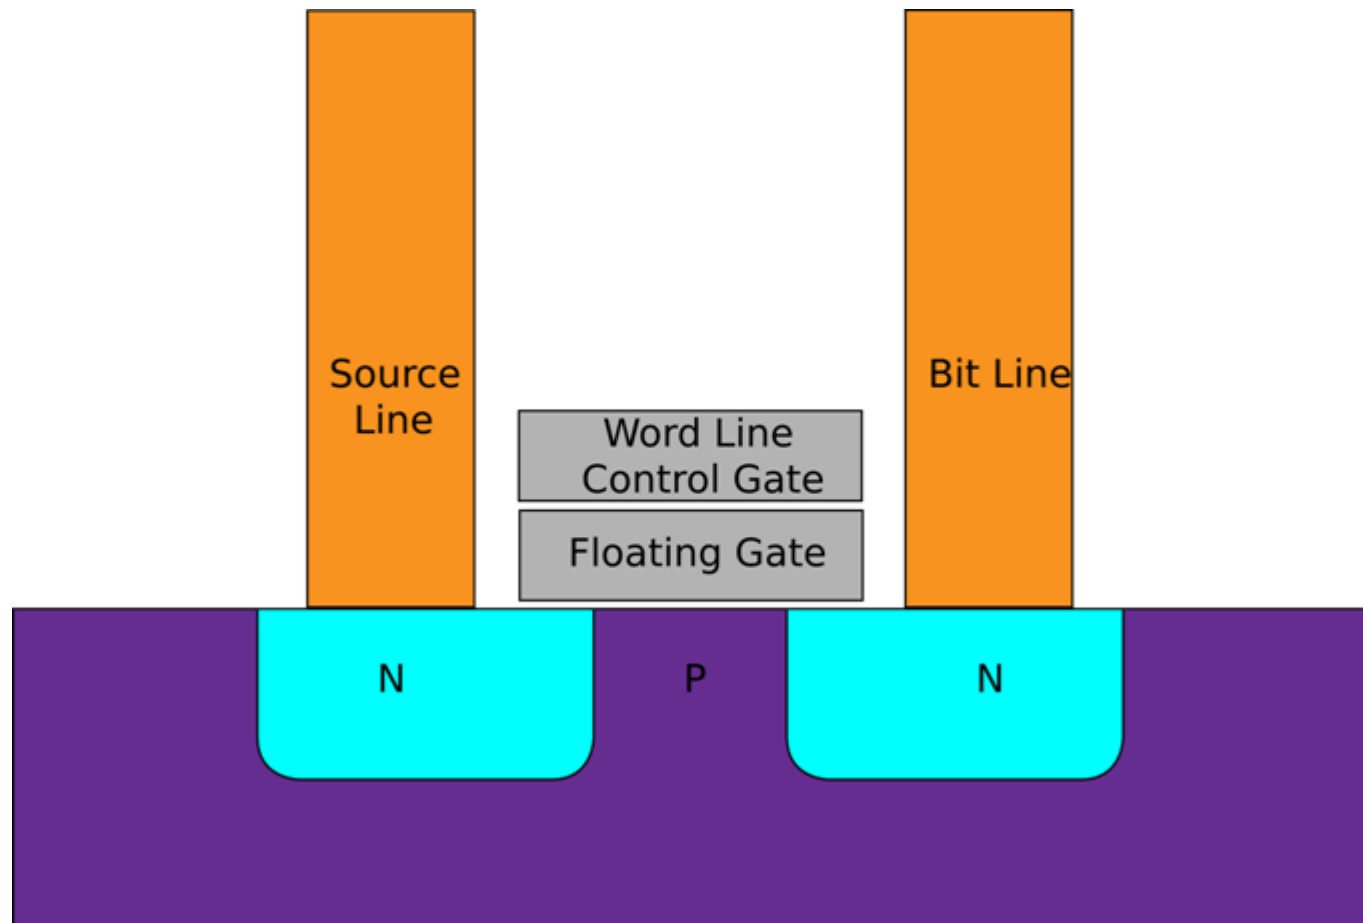 Source
Line
Bit Line
Word Line
Control Gate
Floating Gate
N
P
N